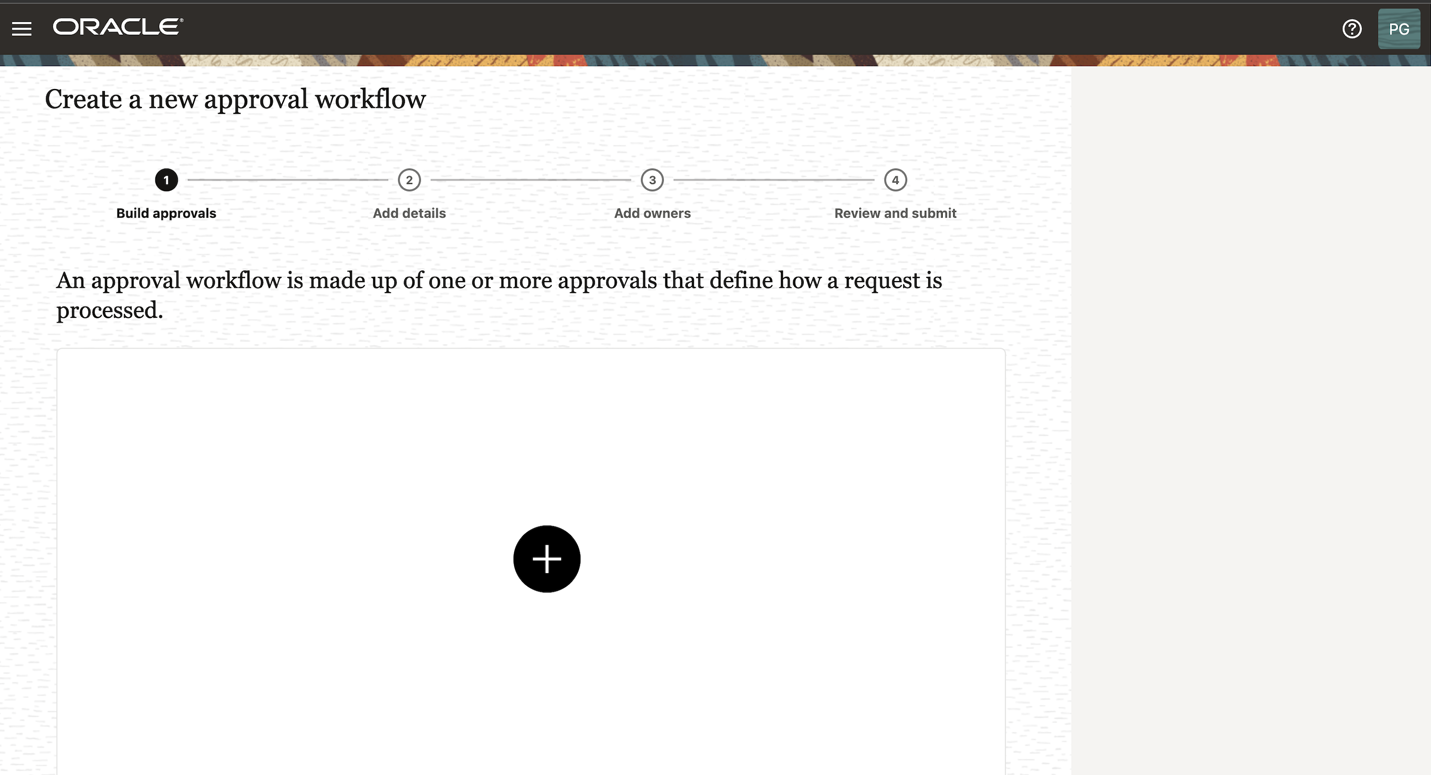 ORACLE
PG
Create a new approval workflow
1
2
3
4
Build approvals
Add details
Add owners
Review and submit
An approval workflow is made up of one or more approvals that define how a request is
processed.